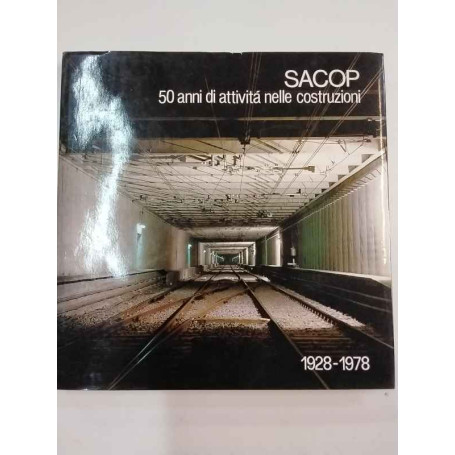 SACOP
50 anni di attivitá nelle costruzioni
1928-1978